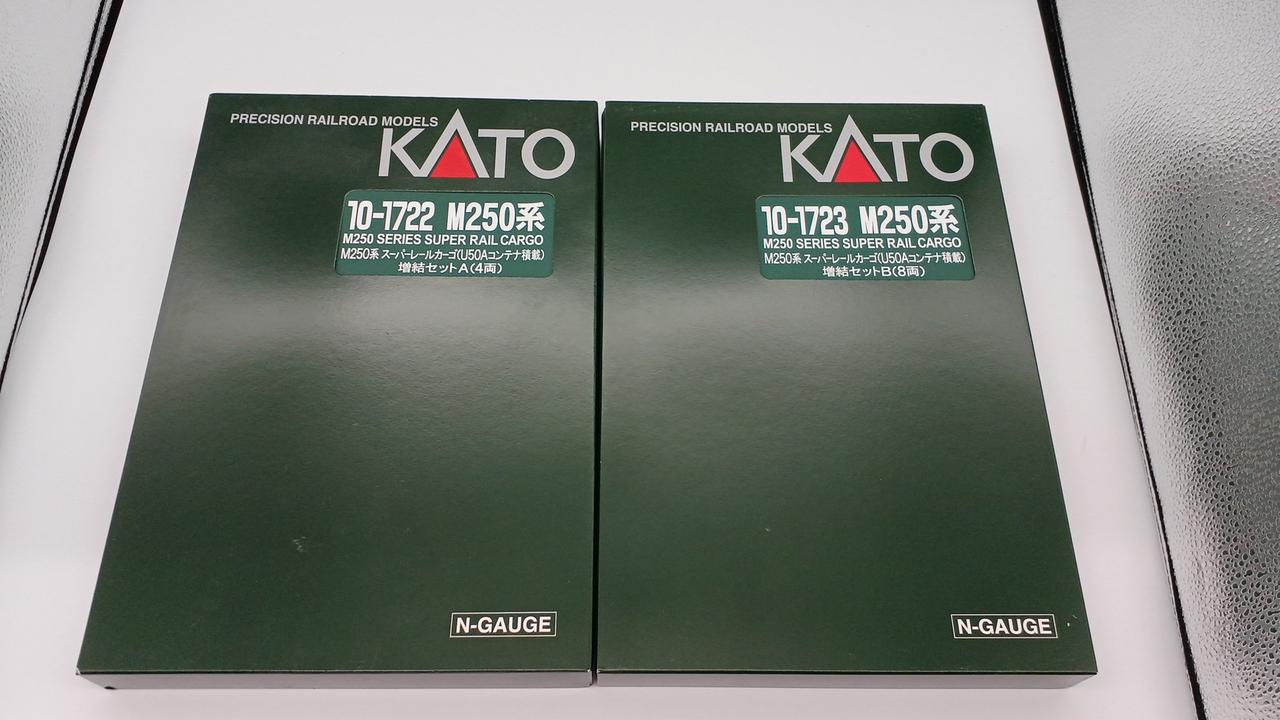 PRECISION RAILROAD MODELS
KATO
10-1722 M250系
M250 SERIES SUPER RAIL CARGO
M250系 スーパーレールカーゴ(U50Aコンテナ積載)
増結セットA(4両)
N-GAUGE
PRECISION RAILROAD MODELS
KATO
10-1723 M250系
M250 SERIES SUPER RAIL CARGO
M250系 スーパーレールカーゴ(U50Aコンテナ積載)
増結セットB(8両)
N-GAUGE